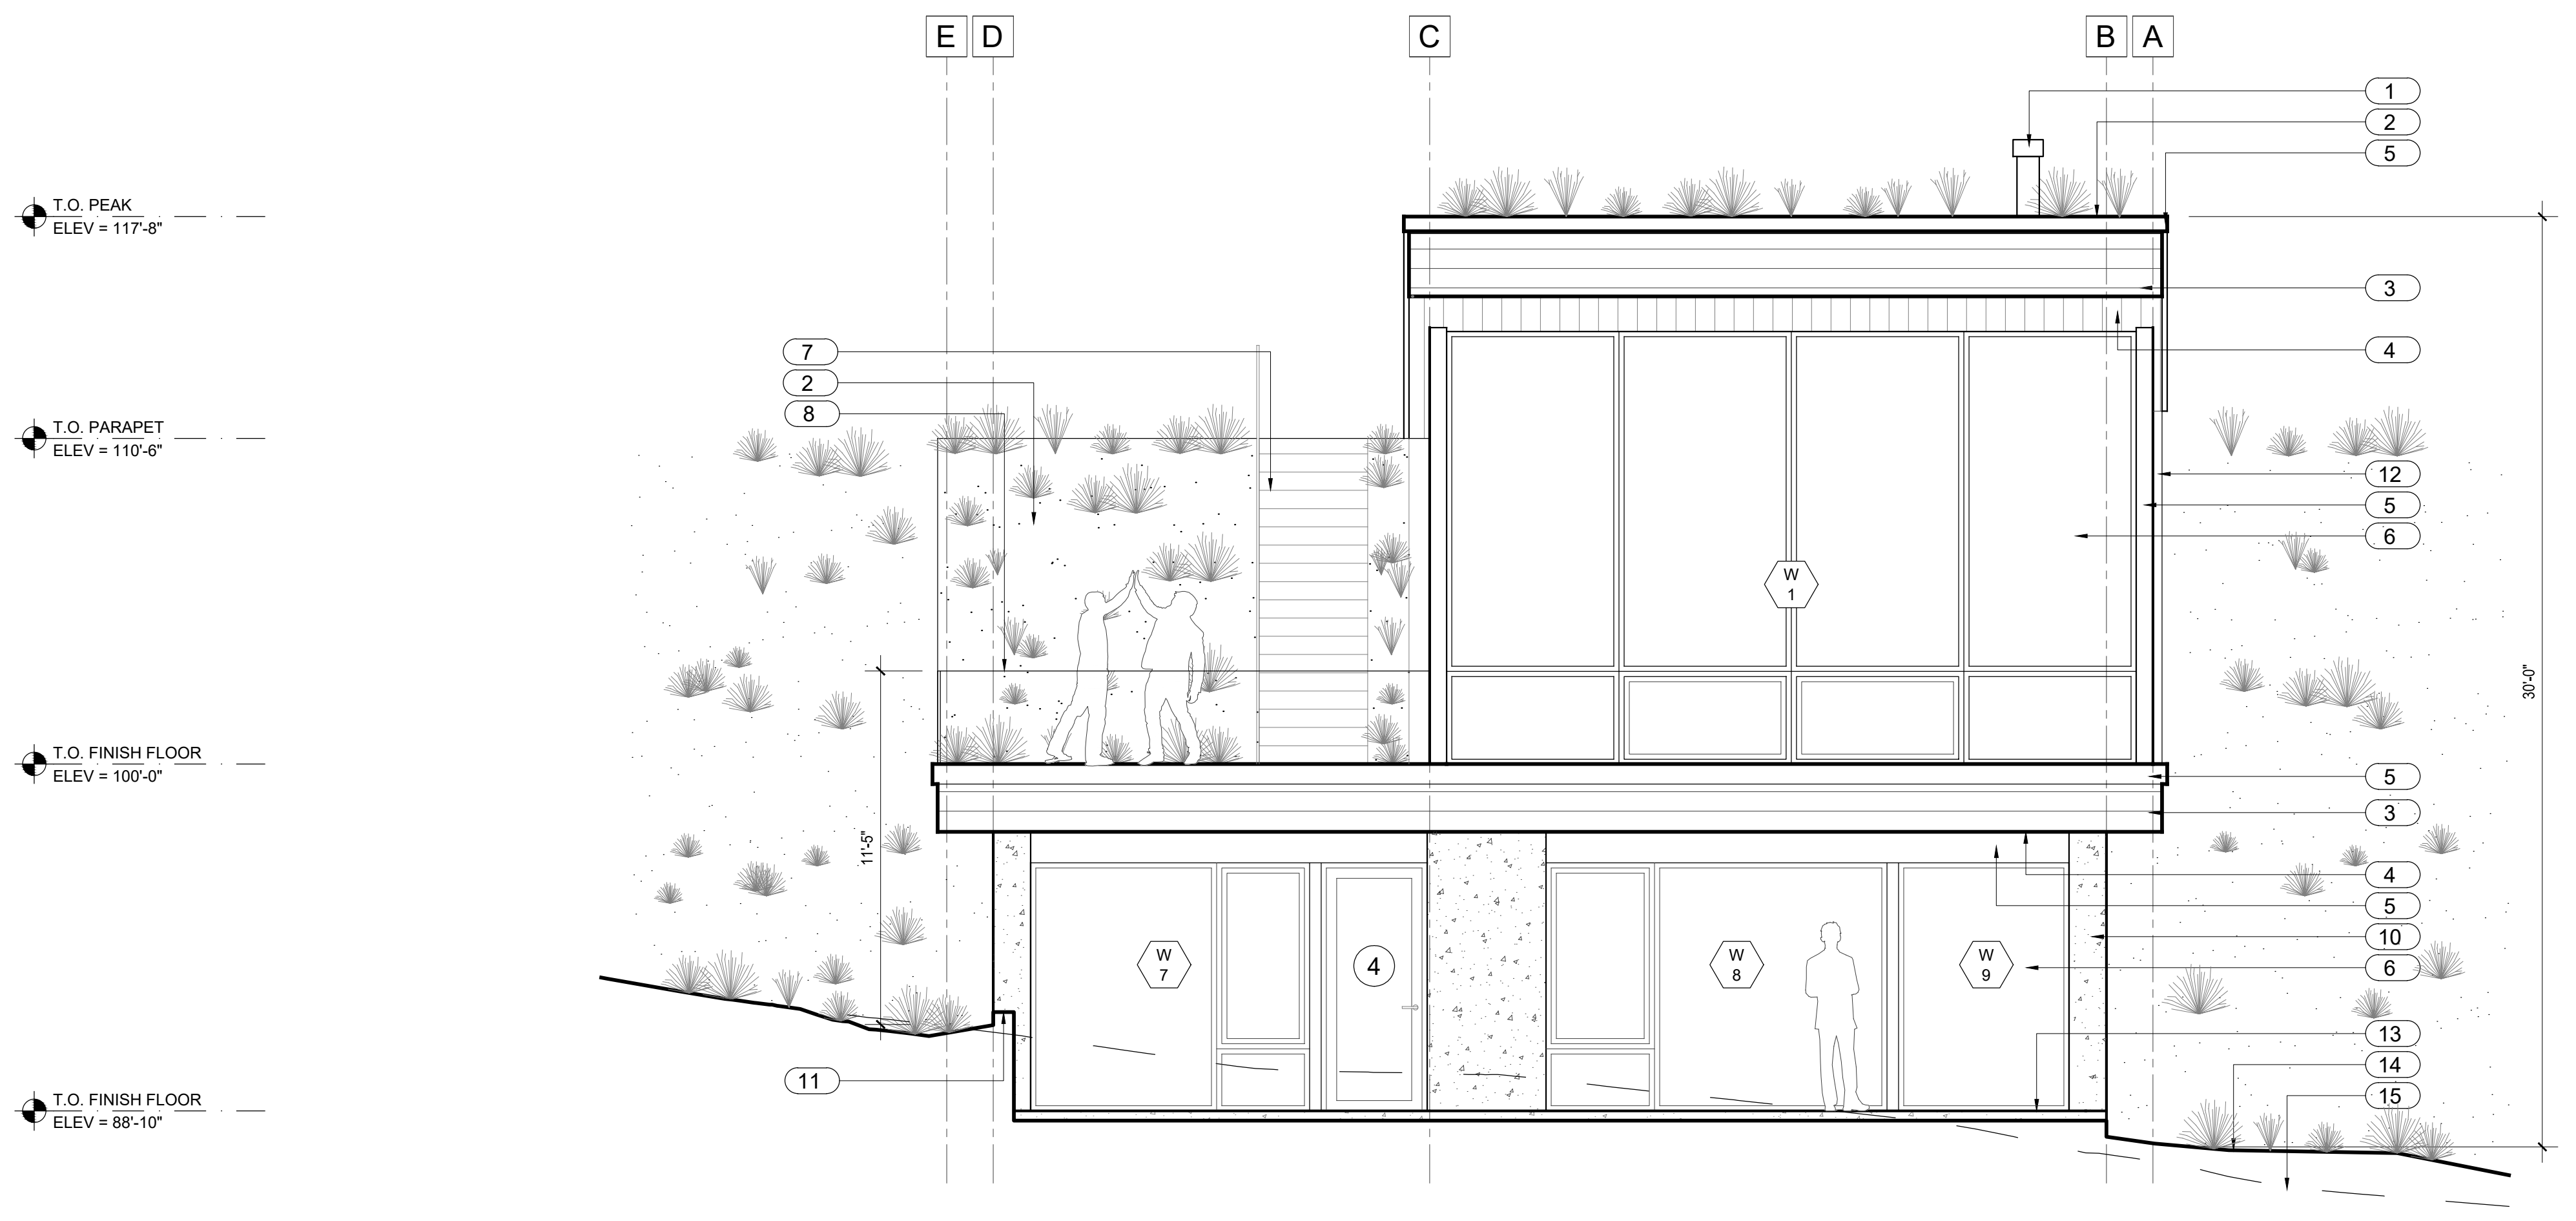 E D C B A
1
2
5
T.O. PEAK
ELEV = 117'-8"
3
7
4
2
8
T.O. PARAPET
ELEV = 110'-6"
12
5
6
W
1
30'-0"
T.O. FINISH FLOOR
ELEV = 100'-0"
5
3
11'-5"
4
5
10
W
7
4
W
8
W
9
6
13
14
11
15
T.O. FINISH FLOOR
ELEV = 88'-10"